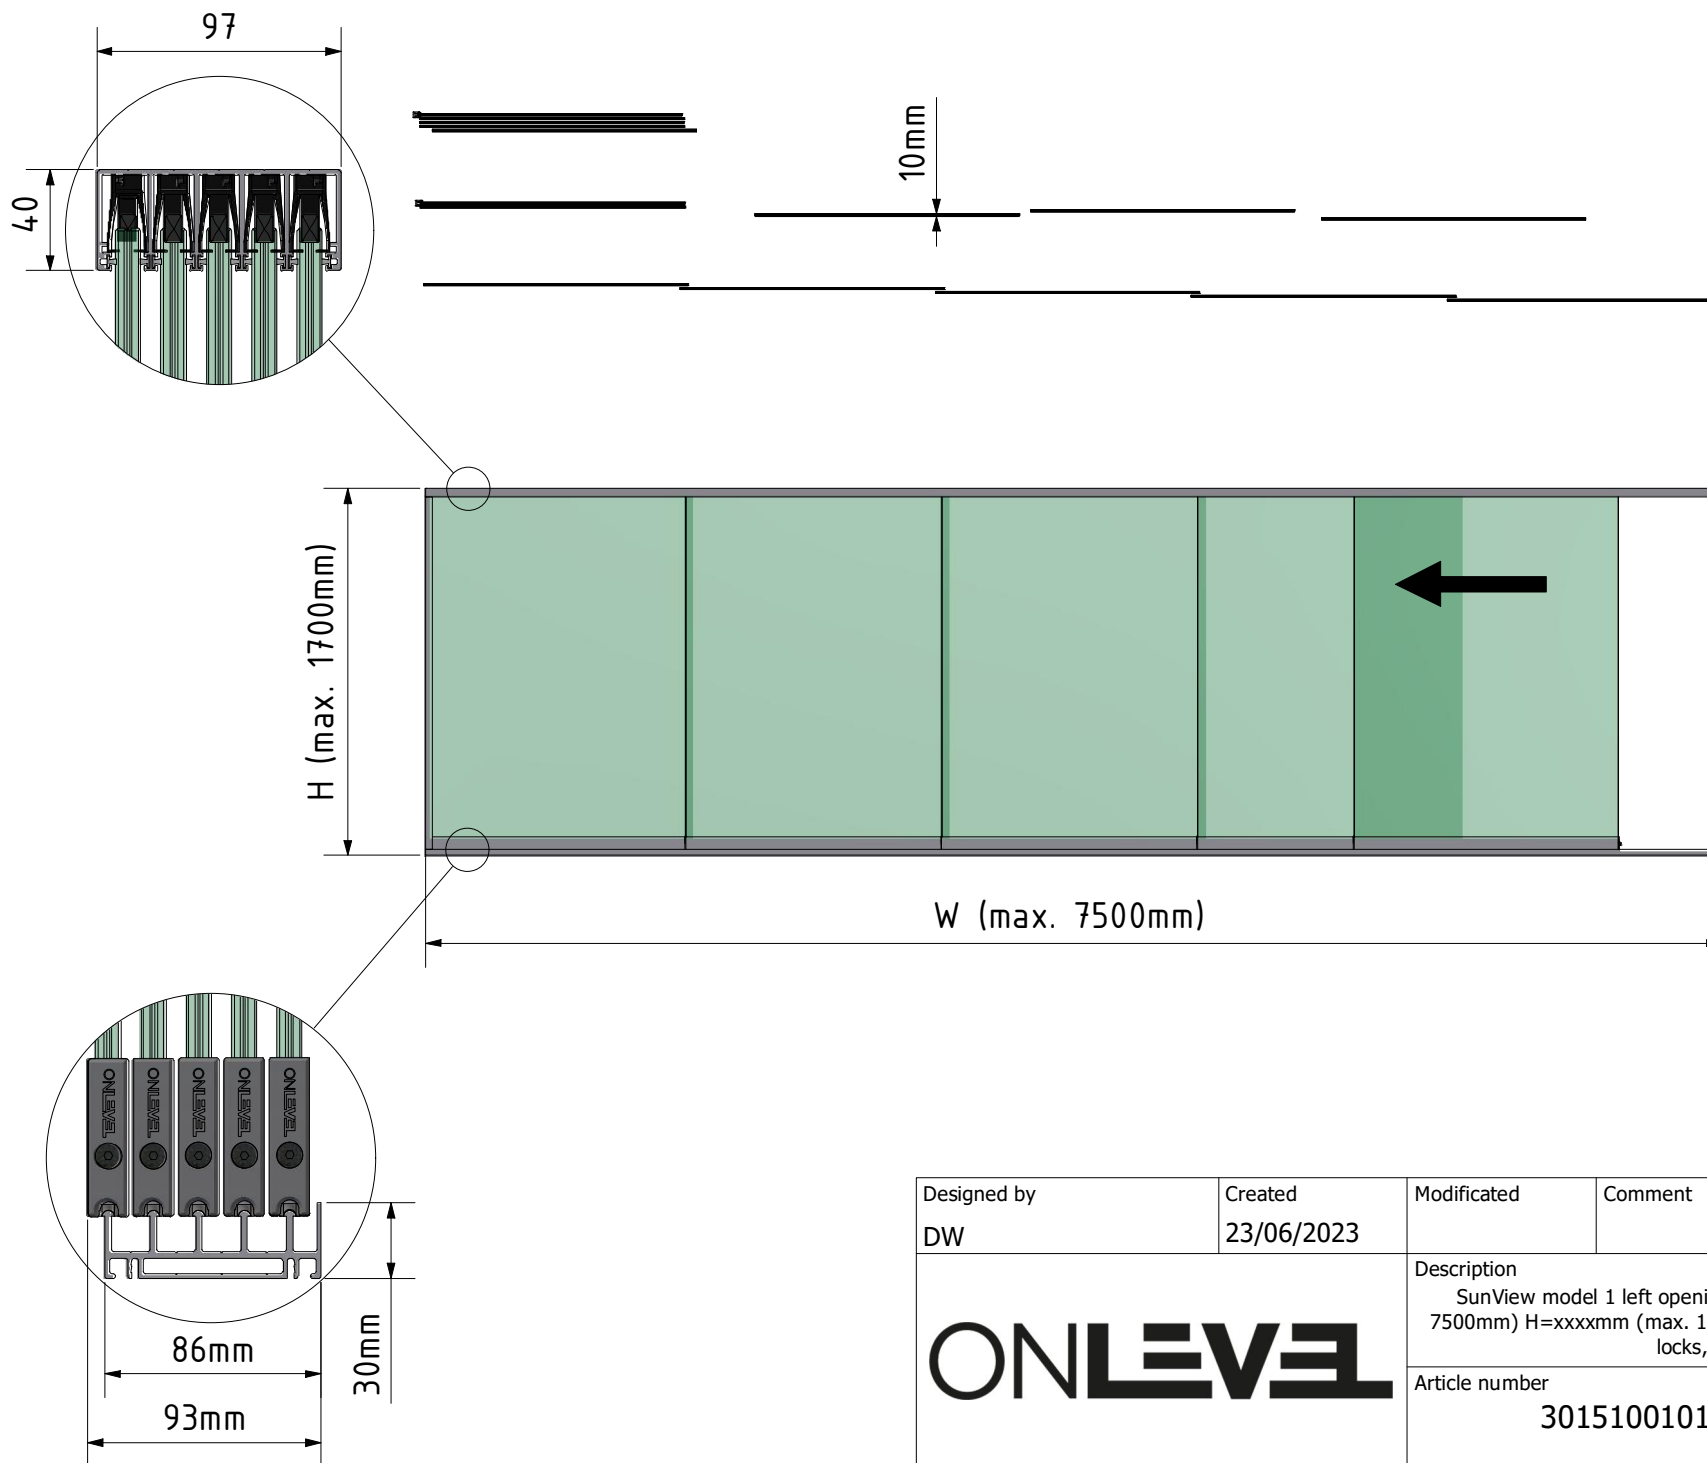 97
40
10mm
H (max. 1700mm)
W (max. 7500mm)
ONLEVEL
ONLEVEL
ONLEVEL
ONLEVEL
ONLEVEL
86mm
93mm
30mm
Designed by
DW
Created
23/06/2023
Modificated
Comment
ONLEVEL
Description
SunView model 1 left openi
7500mm) H=xxxxmm (max. 1
locks,
Article number
3015100101